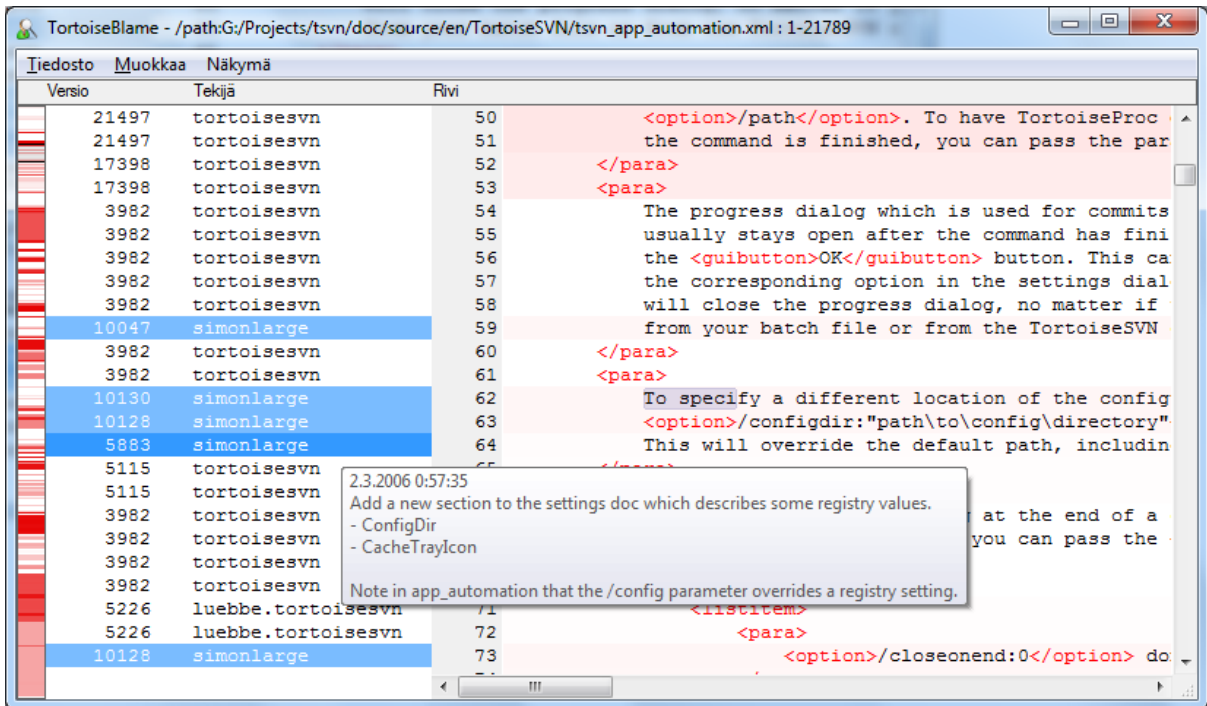 TortoiseBlame - /path:G:/Projects/tsvn/doc/source/en/TortoiseSVN/tsvn_app_automation.xml : 1-21789
Tiedosto Muokkaa Näkymä
Versio Tekijä Rivi
21497 tortoisesvn 50 <option>/path</option>. To have TortoiseProc
21497 tortoisesvn 51 the command is finished, you can pass the par
17398 tortoisesvn 52 </para>
17398 tortoisesvn 53 <para>
3982 tortoisesvn 54 The progress dialog which is used for commits
3982 tortoisesvn 55 usually stays open after the command has fini
3982 tortoisesvn 56 the <guibutton>OK</guibutton> button. This ca
3982 tortoisesvn 57 the corresponding option in the settings dial
3982 tortoisesvn 58 will close the progress dialog, no matter if
10047 simonlarge 59 from your batch file or from the TortoiseSVN
3982 tortoisesvn 60 </para>
3982 tortoisesvn 61 <para>
10130 simonlarge 62 To specify a different location of the config
10128 simonlarge 63 <option>/configdir:"path\to\config\directory"
5883 simonlarge 64 This will override the default path, includin
5115 tortoisesvn 65 </para>
5115 tortoisesvn
3982 tortoisesvn at the end of a
3982 tortoisesvn you can pass the
3982 tortoisesvn
3982 tortoisesvn
2.3.2006 0:57:35
Add a new section to the settings doc which describes some registry values.
- ConfigDir
- CacheTrayIcon
Note in app_automation that the /config parameter overrides a registry setting.
5226 luebbe.tortoisesvn 71 <listitem>
5226 luebbe.tortoisesvn 72 <para>
10128 simonlarge 73 <option>/closeonend:0</option> do